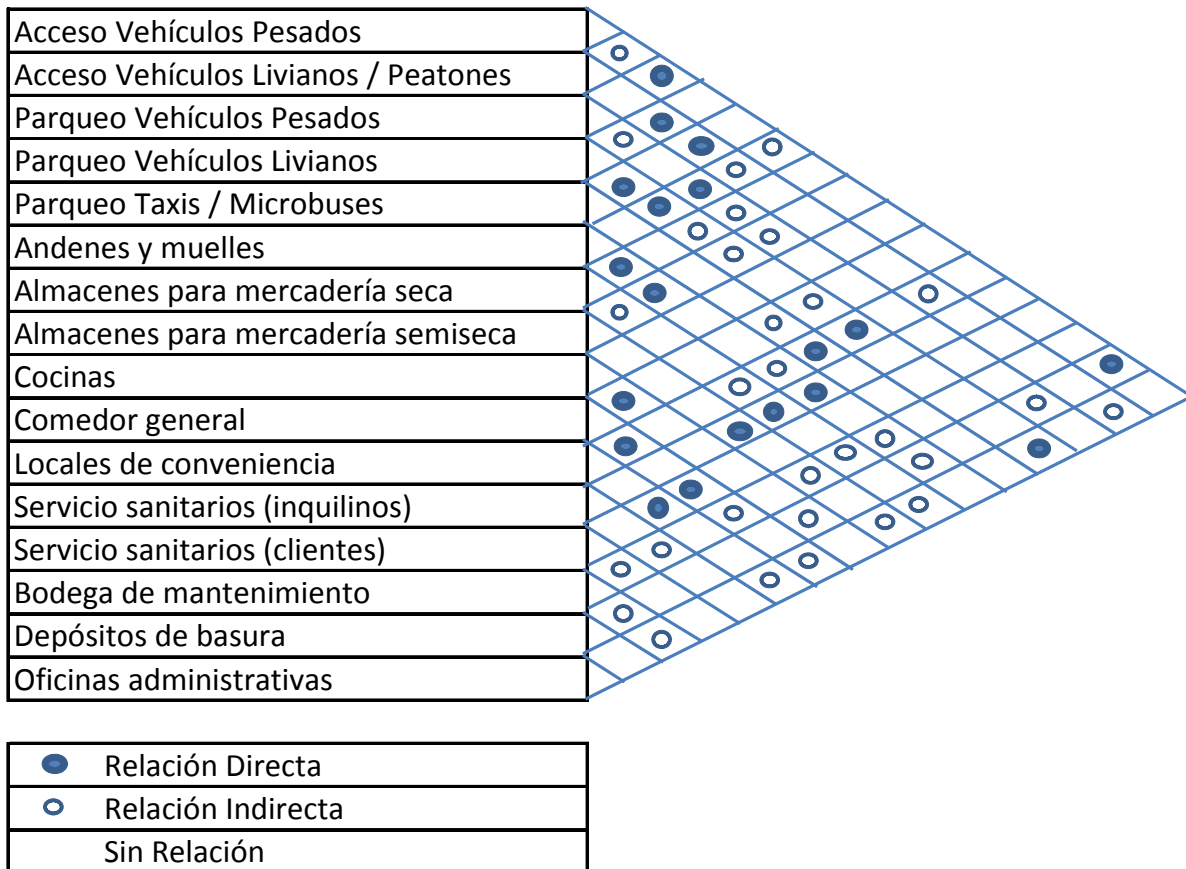 Acceso Vehículos Pesados
Acceso Vehículos Livianos / Peatones
Parqueo Vehículos Pesados
Parqueo Vehículos Livianos
Parqueo Taxis / Microbuses
Andenes y muelles
Almacenes para mercadería seca
Almacenes para mercadería semiseca
Cocinas
Comedor general
Locales de conveniencia
Servicio sanitarios (inquilinos)
Servicio sanitarios (clientes)
Bodega de mantenimiento
Depósitos de basura
Oficinas administrativas
Relación Directa
Relación Indirecta
Sin Relación